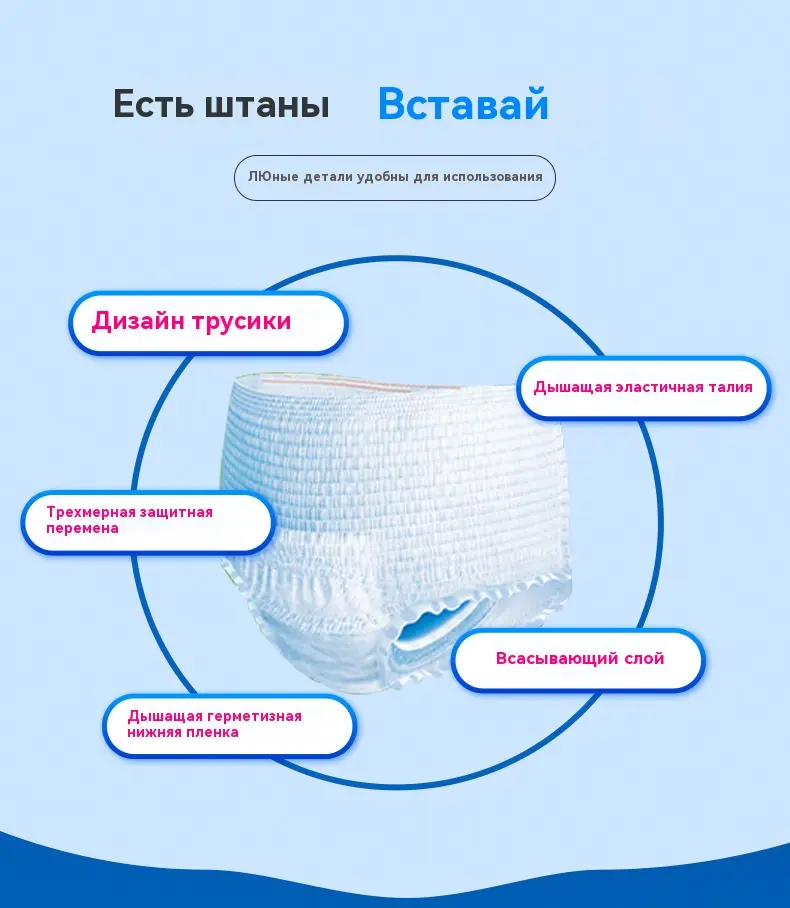 Есть штаны Вставай
ЛЮные детали удобны для использования
Дизайн трусики
Дышащая эластичная талия
Трехмерная защитная
перемена
Всасывающий слой
Дышащая герметизная
нижняя пленка